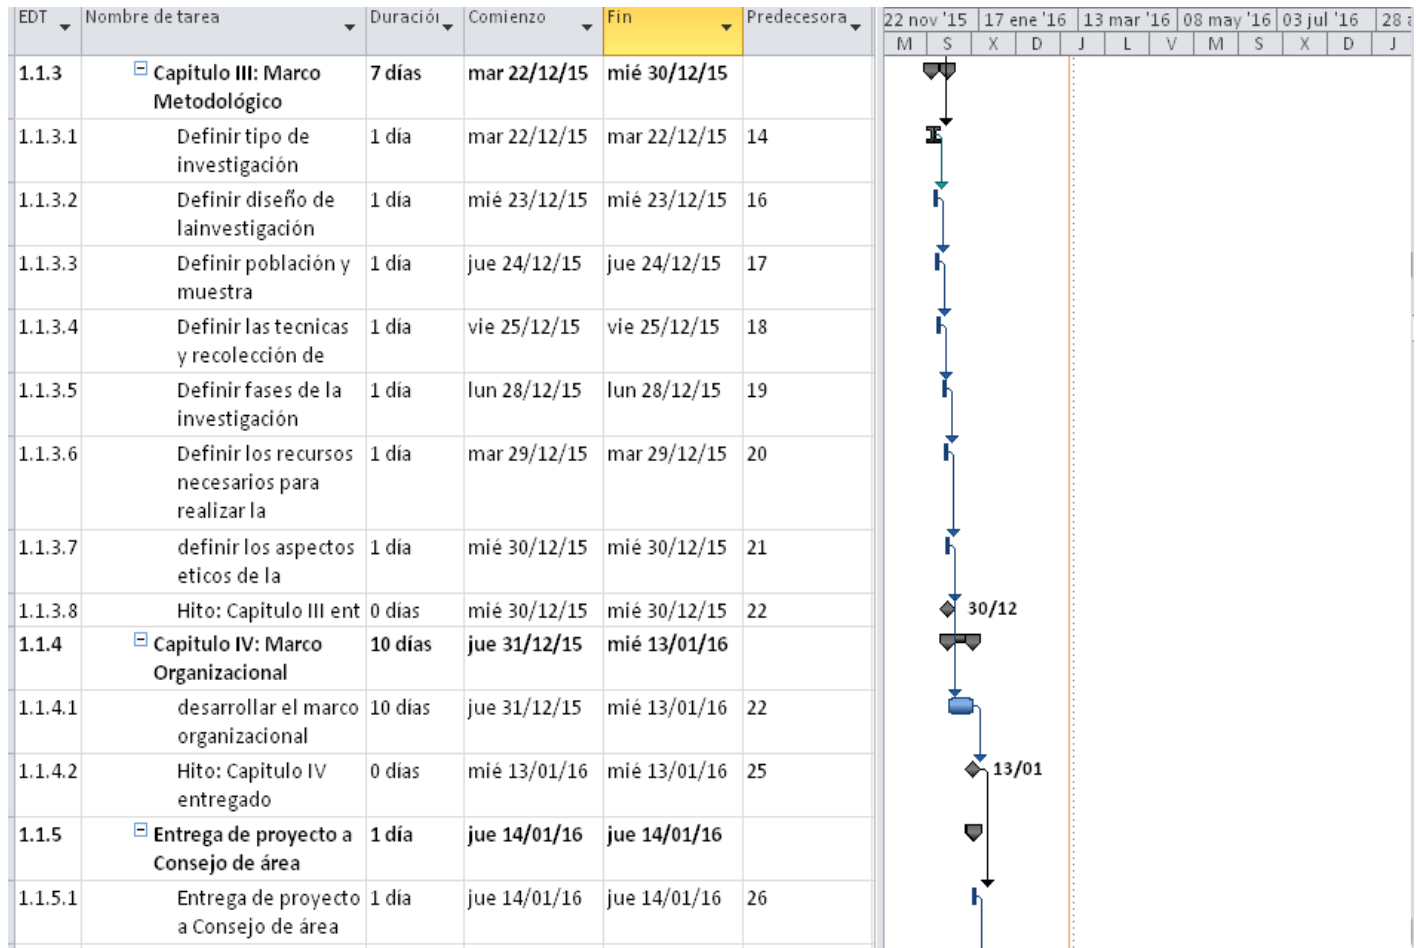 EDT Nombre de tarea Duración Comienzo Fin Predecesora
22 nov '15 17 ene '16 13 mar '16 08 may '16 03 jul '16 28
M S X D J L V M S X D J
1.1.3 Capitulo III: Marco 7 días mar 22/12/15 mié 30/12/15
Metodológico
1.1.3.1 Definir tipo de 1 día mar 22/12/15 mar 22/12/15 14
investigación
1.1.3.2 Definir diseño de 1 día mié 23/12/15 mié 23/12/15 16
lainvestigación
1.1.3.3 Definir población y 1 día jue 24/12/15 jue 24/12/15 17
muestra
1.1.3.4 Definir las tecnicas 1 día vie 25/12/15 vie 25/12/15 18
y recolección de
1.1.3.5 Definir fases de la 1 día lun 28/12/15 lun 28/12/15 19
investigación
1.1.3.6 Definir los recursos 1 día mar 29/12/15 mar 29/12/15 20
necesarios para
realizar la
1.1.3.7 definir los aspectos 1 día mié 30/12/15 mié 30/12/15 21
eticos de la
1.1.3.8 Hito: Capitulo III ent 0 días mié 30/12/15 mié 30/12/15 22 30/12
1.1.4 Capitulo IV: Marco 10 días jue 31/12/15 mié 13/01/16
Organizacional
1.1.4.1 desarrollar el marco 10 días jue 31/12/15 mié 13/01/16 22
organizacional
1.1.4.2 Hito: Capitulo IV 0 días mié 13/01/16 mié 13/01/16 25 13/01
entregado
1.1.5 Entrega de proyecto a 1 día jue 14/01/16 jue 14/01/16
Consejo de área
1.1.5.1 Entrega de proyecto 1 día jue 14/01/16 jue 14/01/16 26
a Consejo de área